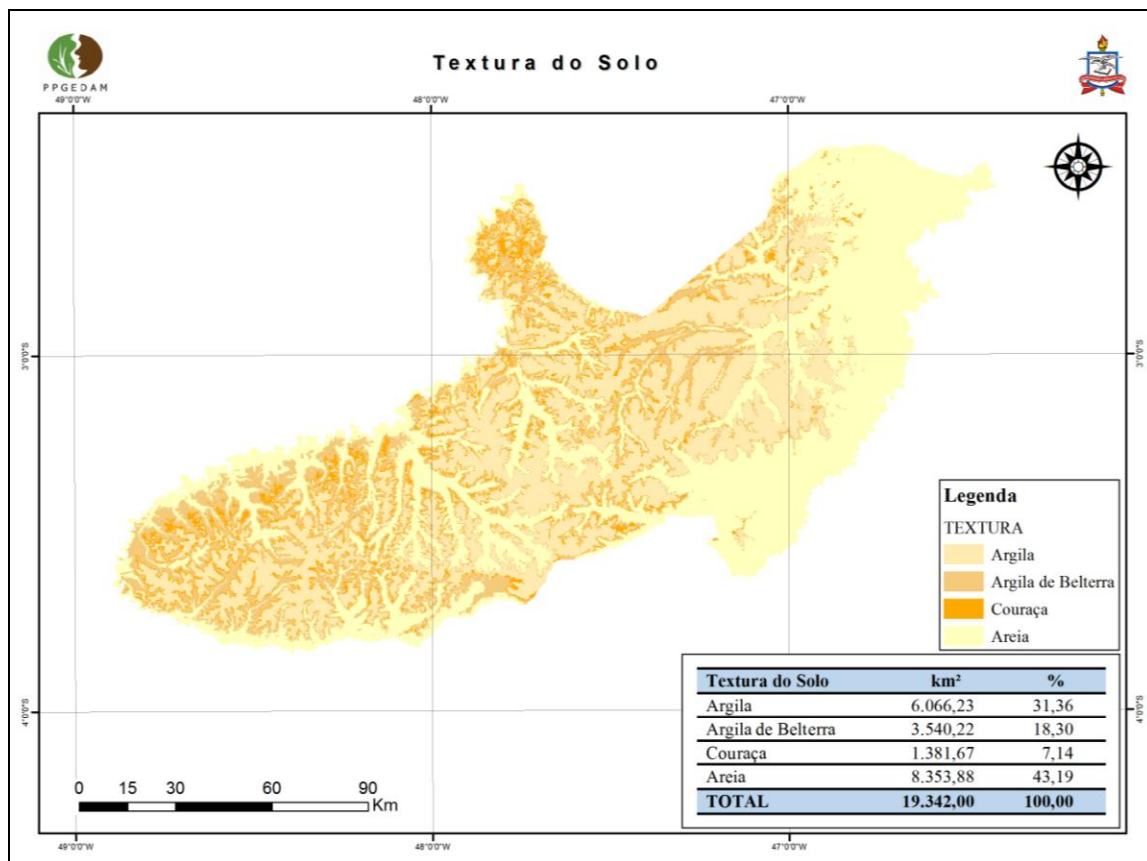 Textura do Solo
PPGEDAM
49°0'0"W 48°0'0"W 47°0'0"W
3°0'0"S 3°0'0"S
Legenda
TEXTURA
Argila
Argila de Belterra
Couraça
Areia
Textura do Solo km² %
Argila 6.066,23 31,36
Argila de Belterra 3.540,22 18,30
Couraça 1.381,67 7,14
Areia 8.353,88 43,19
TOTAL 19.342,00 100,00
4°0'0"S 4°0'0"S
0 15 30 60 90
Km
49°0'0"W 48°0'0"W 47°0'0"W